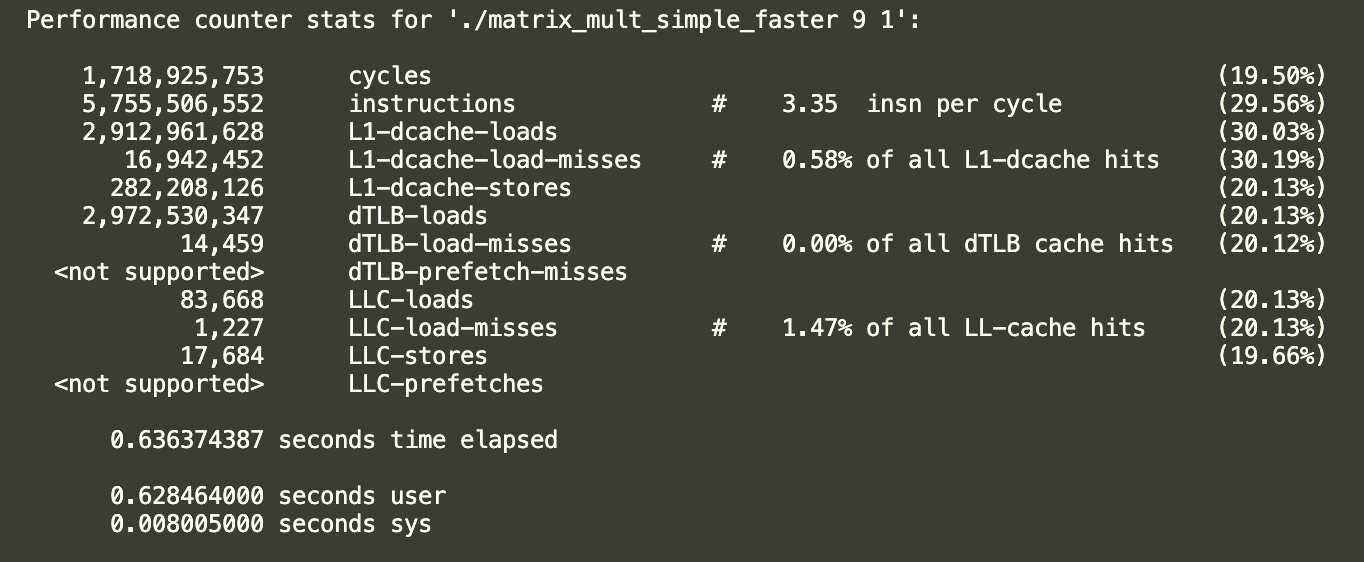 Performance counter stats for './matrix_mult_simple_faster 9 1':
1,718,925,753 cycles (19.50%)
5,755,506,552 instructions # 3.35 insn per cycle (29.56%)
2,912,961,628 L1-dcache-loads (30.03%)
16,942,452 L1-dcache-load-misses # 0.58% of all L1-dcache hits (30.19%)
282,208,126 L1-dcache-stores (20.13%)
2,972,530,347 dTLB-loads (20.13%)
14,459 dTLB-load-misses # 0.00% of all dTLB cache hits (20.12%)
<not supported> dTLB-prefetch-misses
83,668 LLC-loads (20.13%)
1,227 LLC-load-misses # 1.47% of all LL-cache hits (20.13%)
17,684 LLC-stores (19.66%)
<not supported> LLC-prefetches
0.636374387 seconds time elapsed
0.628464000 seconds user
0.008005000 seconds sys